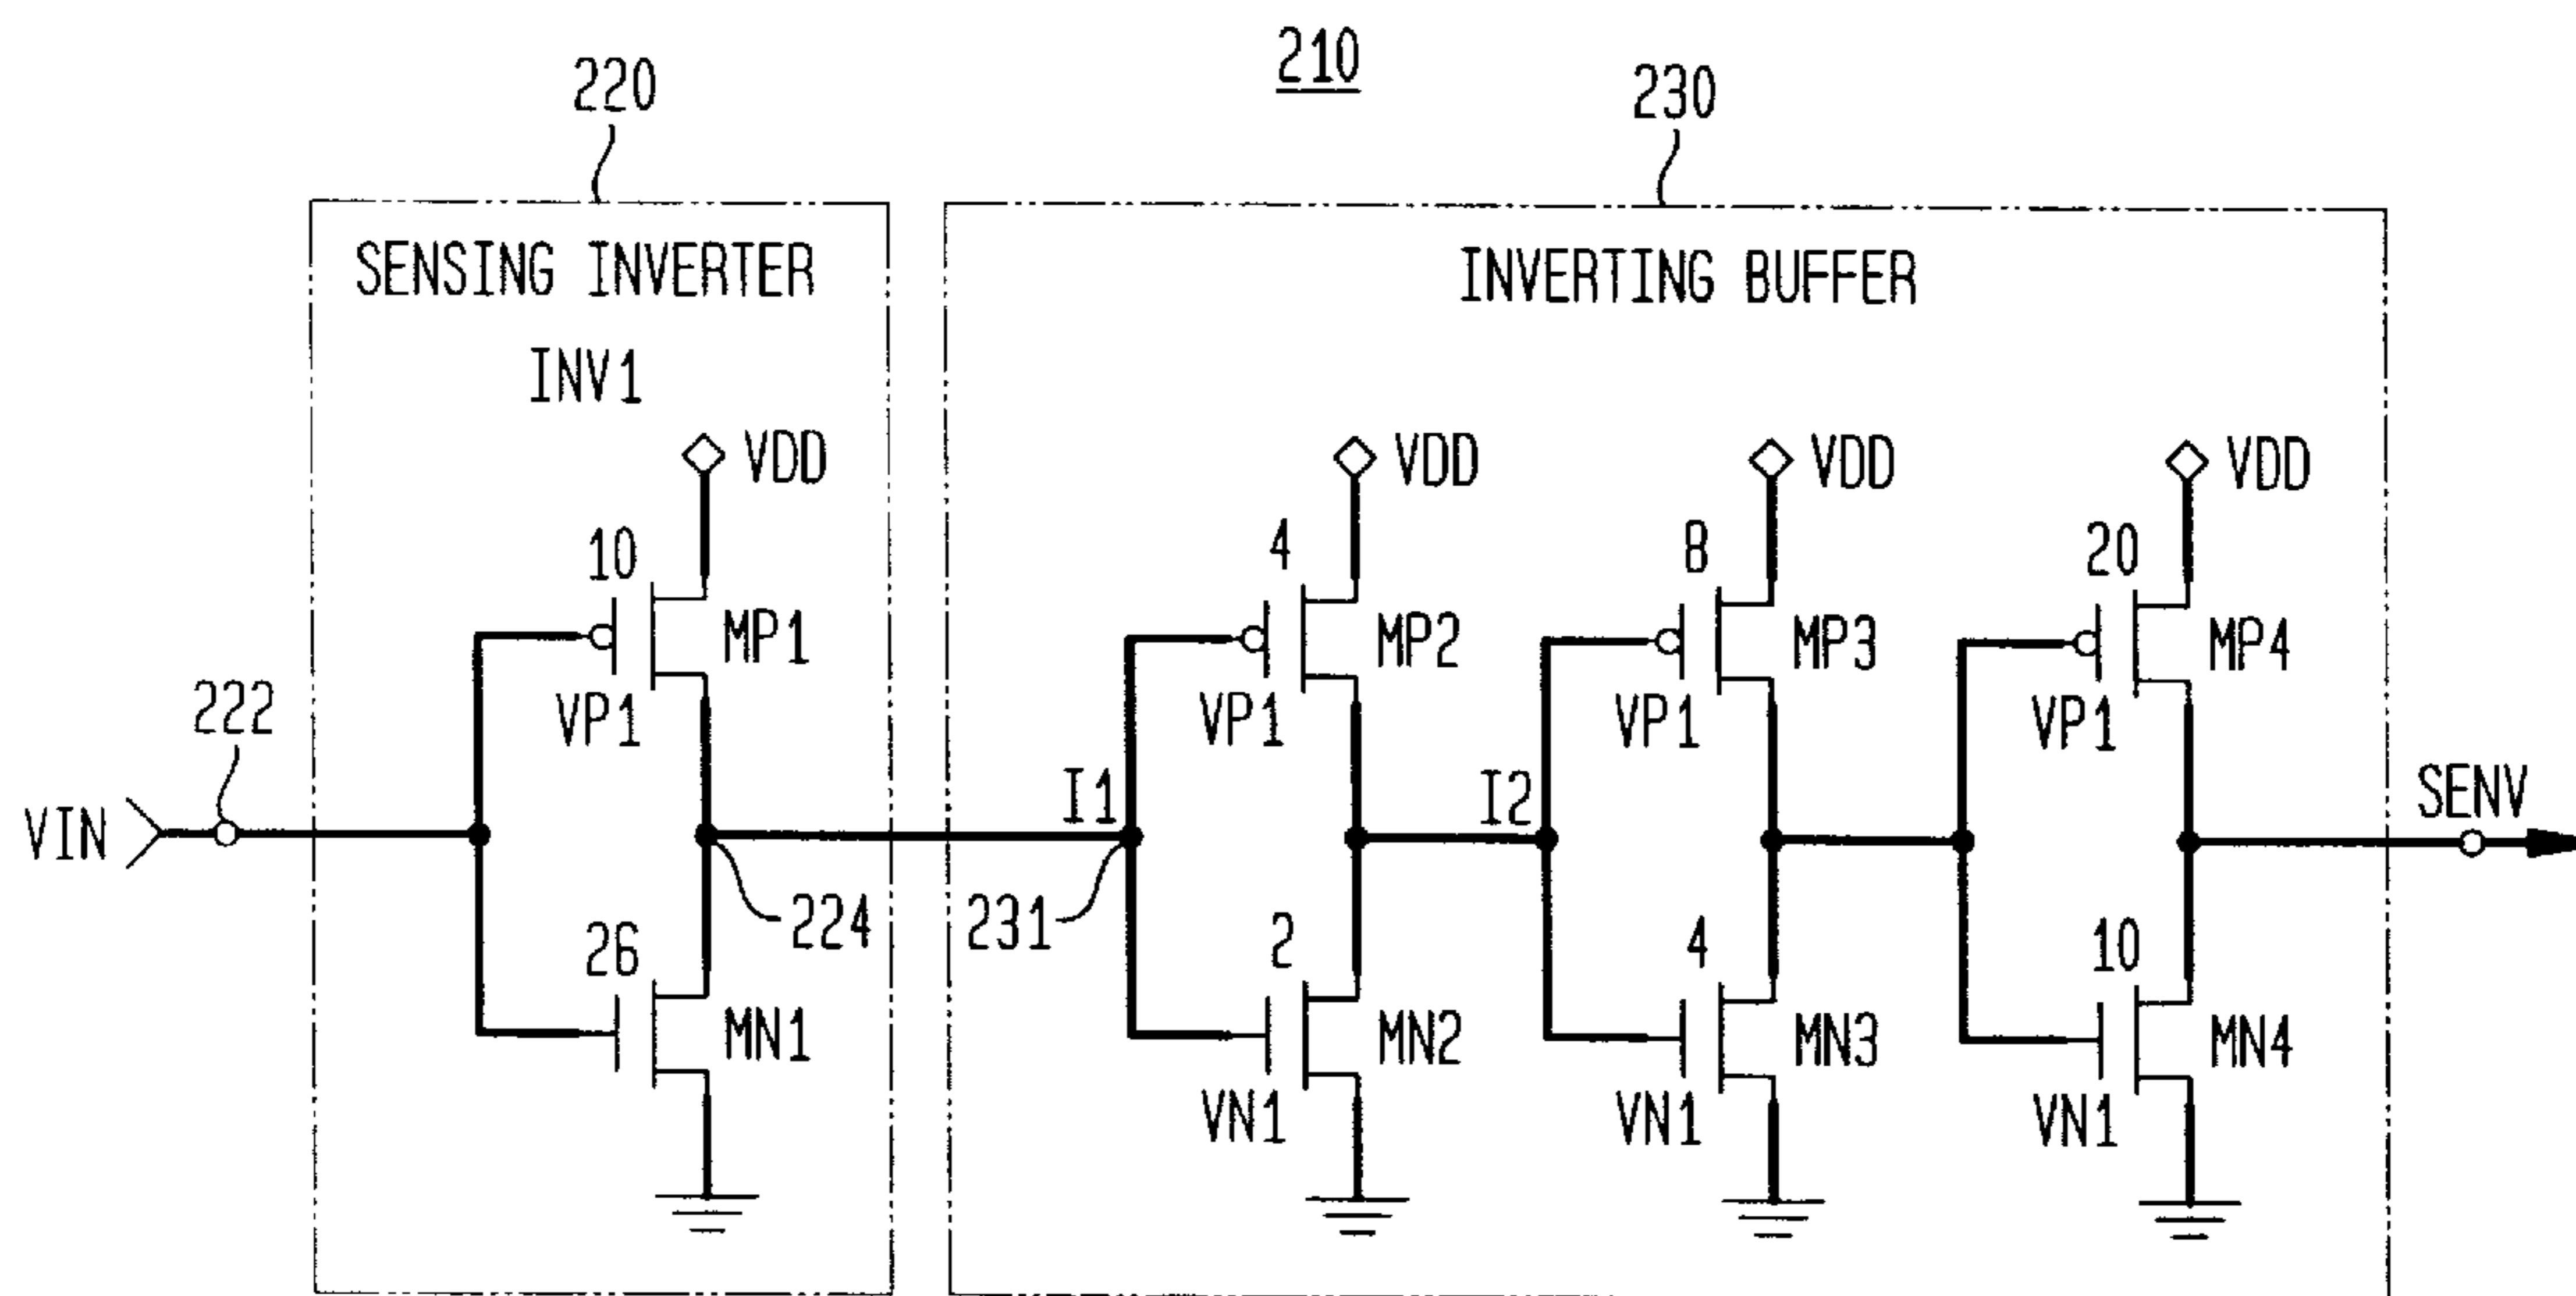 210
220
230
SENSING INVERTER
INV1
INVERTING BUFFER
VDD
VDD
VDD
VDD
10
4
8
20
MP1
MP2
MP3
MP4
VP1
VP1
VP1
VP1
222
VIN
I1
I2
SENV
224
231
26
2
4
10
MN1
MN2
MN3
MN4
VN1
VN1
VN1